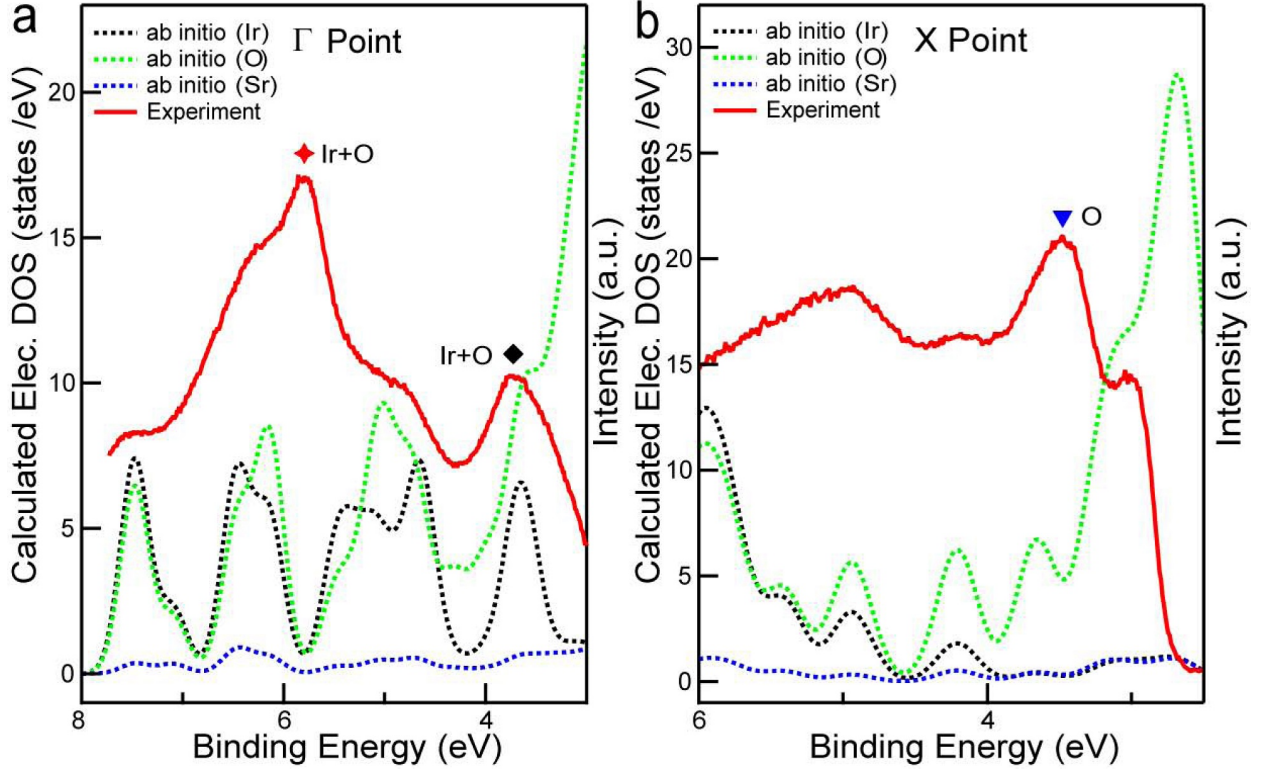 a
ab initio (Ir)
ab initio (O)
ab initio (Sr)
Experiment
Γ Point
Ir+O
Ir+O
20
15
10
5
0
8
6
4
Calculated Elec. DOS (states /eV)
Intensity (a.u.)
Binding Energy (eV)
b
ab initio (Ir)
ab initio (O)
ab initio (Sr)
Experiment
X Point
O
30
25
20
15
10
5
0
6
4
Calculated Elec. DOS (states /eV)
Intensity (a.u.)
Binding Energy (eV)